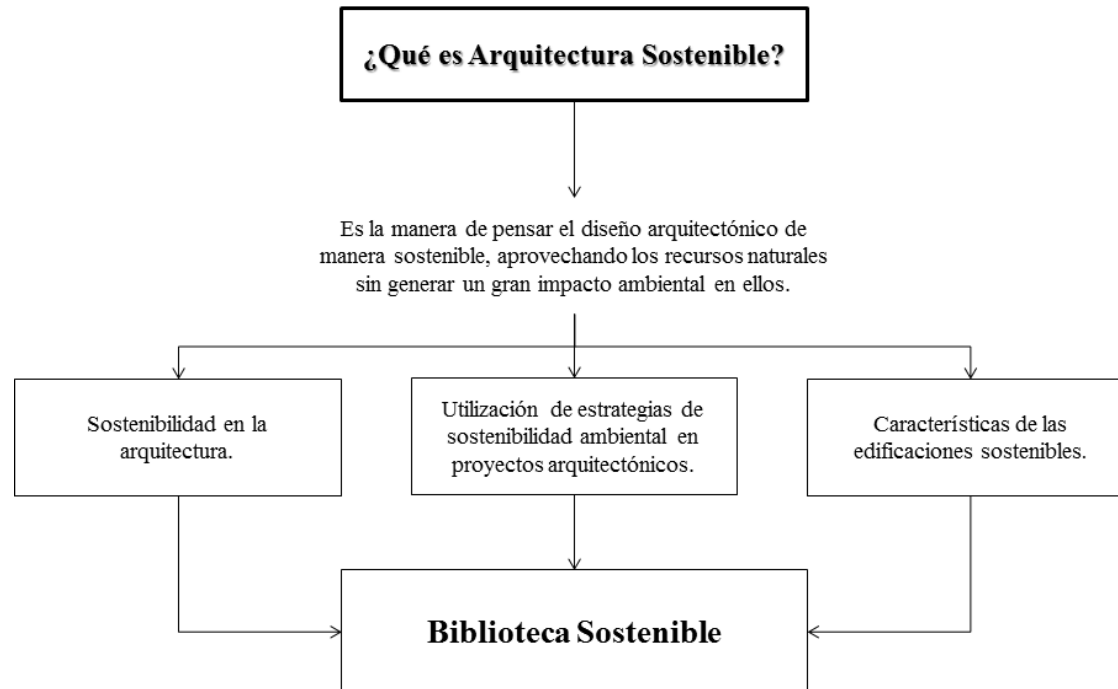 ¿Qué es Arquitectura Sostenible?
Es la manera de pensar el diseño arquitectónico de
manera sostenible, aprovechando los recursos naturales
sin generar un gran impacto ambiental en ellos.
Sostenibilidad en la
arquitectura.
Utilización de estrategias de
sostenibilidad ambiental en
proyectos arquitectónicos.
Características de las
edificaciones sostenibles.
Biblioteca Sostenible